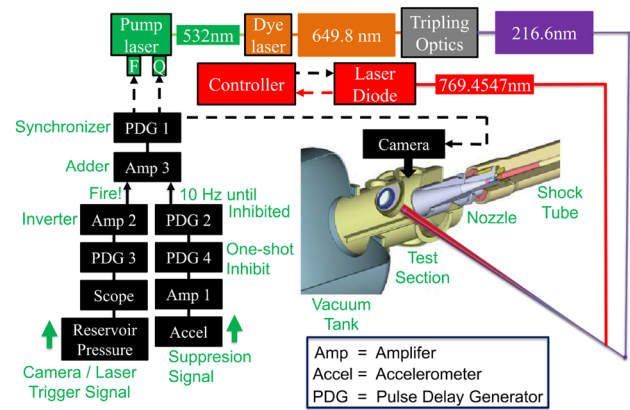 Pump
laser
532nm
Dye
laser
649.8 nm
Tripling
Optics
216.6nm
F
Q
Controller
Laser
Diode
769.4547nm
Synchronizer
PDG 1
Camera
Adder
Amp 3
Fire!
10 Hz until
Inhibited
Inverter
Amp 2
PDG 2
PDG 3
PDG 4
One-shot
Inhibit
Scope
Amp 1
Reservoir
Pressure
Accel
Camera / Laser
Trigger Signal
Suppresion
Signal
Shock
Tube
Nozzle
Test
Section
Vacuum
Tank
Amp = Amplifer
Accel = Accelerometer
PDG = Pulse Delay Generator